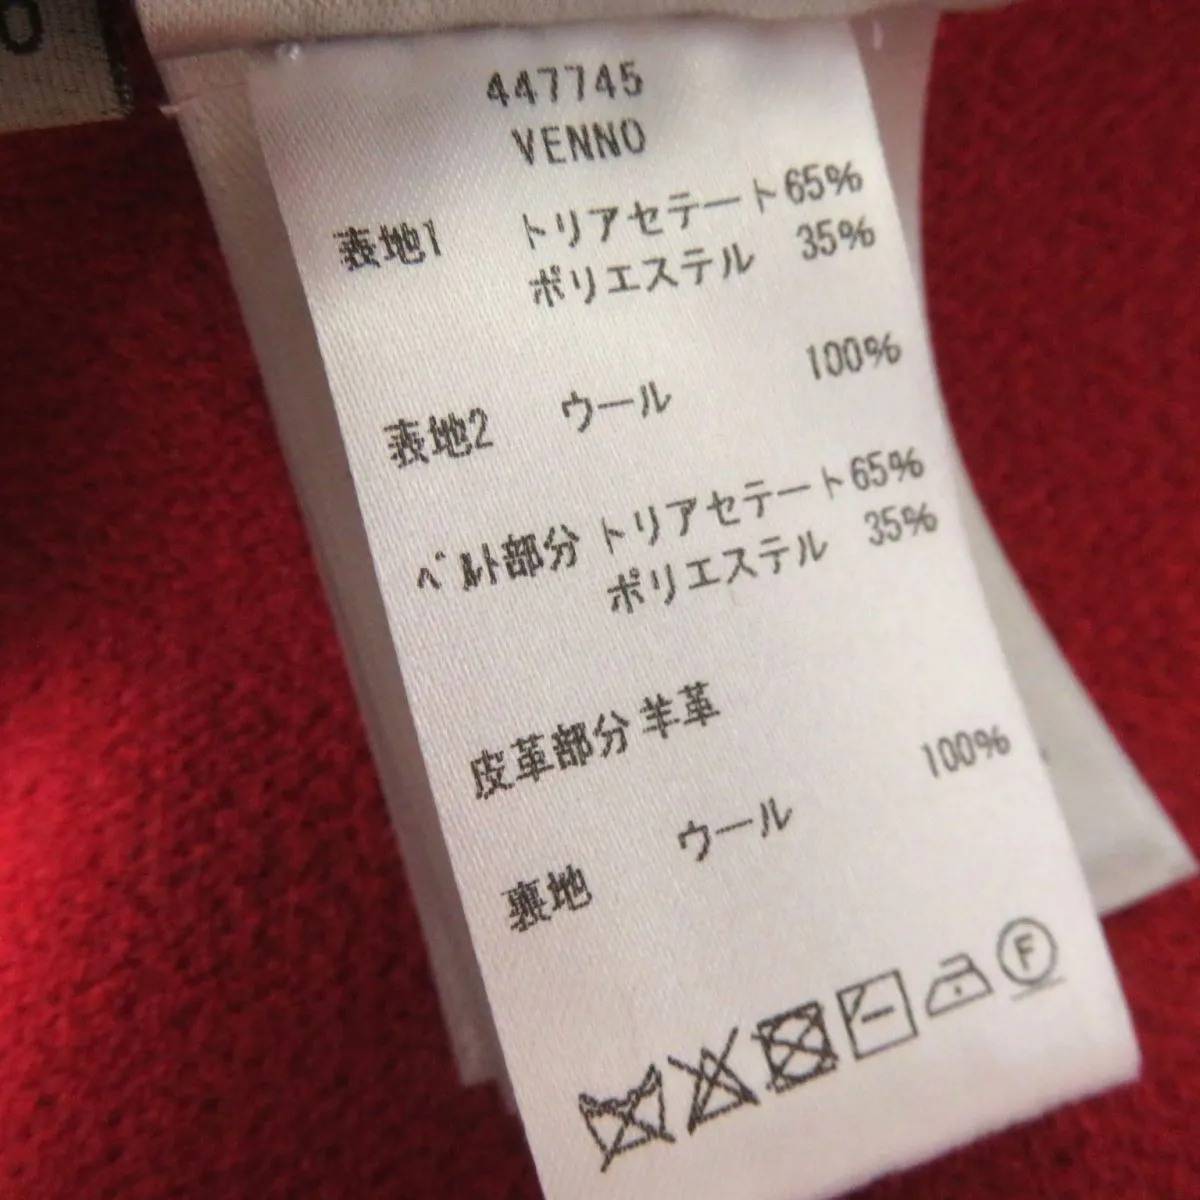 0
447745
VENNO
表地1 トリアセテート65%
ポリエステル 35%
表地2 ウール 100%
ベルト部分 トリアセテート65%
ポリエステル 35%
皮革部分 羊革
裏地 ウール 100%
F